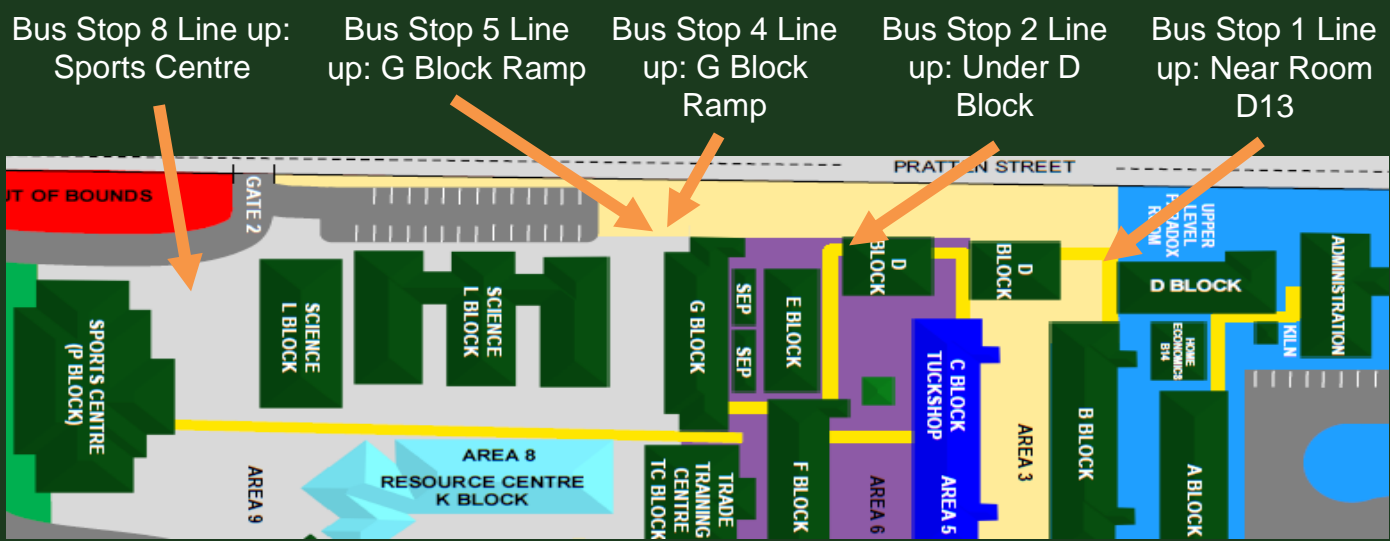 Bus Stop 8 Line up:
Sports Centre
Bus Stop 5 Line
up: G Block Ramp
Bus Stop 4 Line
up: G Block
Ramp
Bus Stop 2 Line
up: Under D
Block
Bus Stop 1 Line
up: Near Room
D13
PRATTEN STREET
UT OF BOUNDS
GATE 2
UPPER
LEVEL
PARADOX
ROOM
D
BLOCK
D
BLOCK
D BLOCK
ADMINISTRATION
SCIENCE
L BLOCK
SCIENCE
L BLOCK
G BLOCK
SEP
SEP
E BLOCK
KILN
HOME
ECONOMICS
B14
SPORTS CENTRE
(P BLOCK)
C BLOCK
TUCKSHOP
B BLOCK
AREA 3
AREA 8
RESOURCE CENTRE
K BLOCK
AREA 9
TRADE
TRAINING
CENTRE
TC BLOCK
F BLOCK
AREA 6
AREA 5
A BLOCK